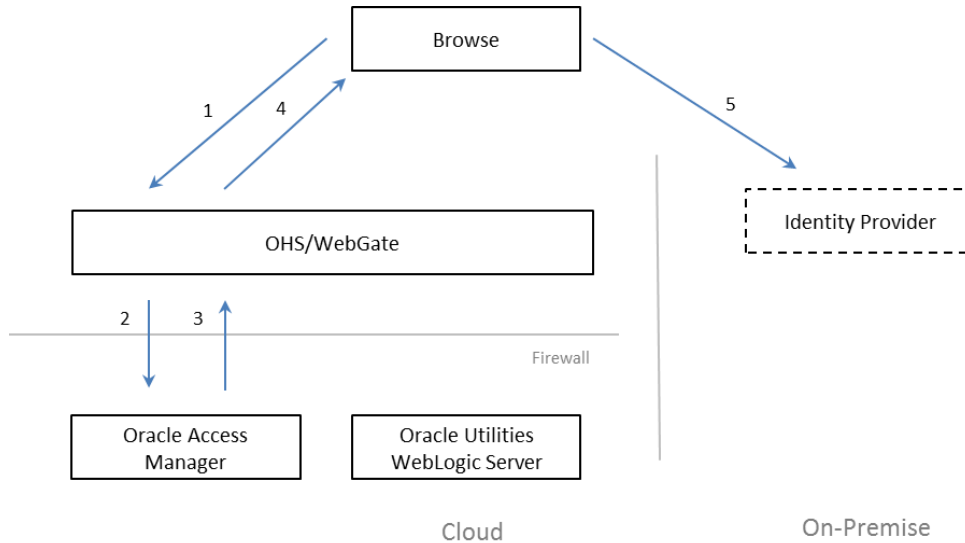 Browse
1
4
5
OHS/WebGate
Identity Provider
2
3
Firewall
Oracle Access
Manager
Oracle Utilities
WebLogic Server
Cloud
On-Premise